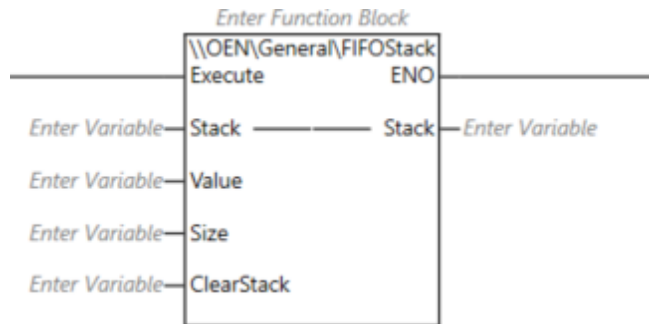 Enter Function Block
\\OEN\General\FIFOStack
Execute ENO
Enter Variable Stack Stack Enter Variable
Enter Variable Value
Enter Variable Size
Enter Variable ClearStack